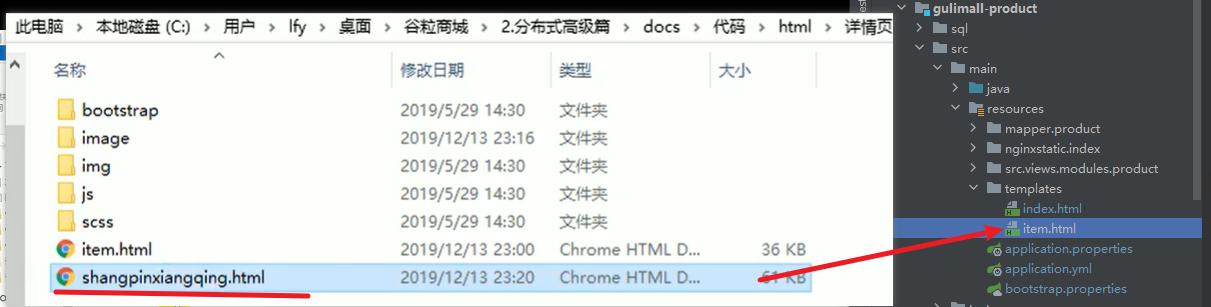 此电脑 > 本地磁盘 (C:) > 用户 > lfy > 桌面 > 谷粒商城 > 2.分布式高级篇 > docs > 代码 > html > 详情页
名称 修改日期 类型 大小
bootstrap 2019/5/29 14:30 文件夹
image 2019/12/13 23:16 文件夹
img 2019/5/29 14:30 文件夹
js 2019/5/29 14:30 文件夹
scss 2019/5/29 14:30 文件夹
item.html 2019/12/13 23:00 Chrome HTML D... 36 KB
shangpinxiangqing.html 2019/12/13 23:20 Chrome HTML D... 61 KB
gulimall-product
sql
src
main
java
resources
mapper.product
nginxstatic.index
src.views.modules.product
templates
index.html
item.html
application.properties
application.yml
bootstrap.properties